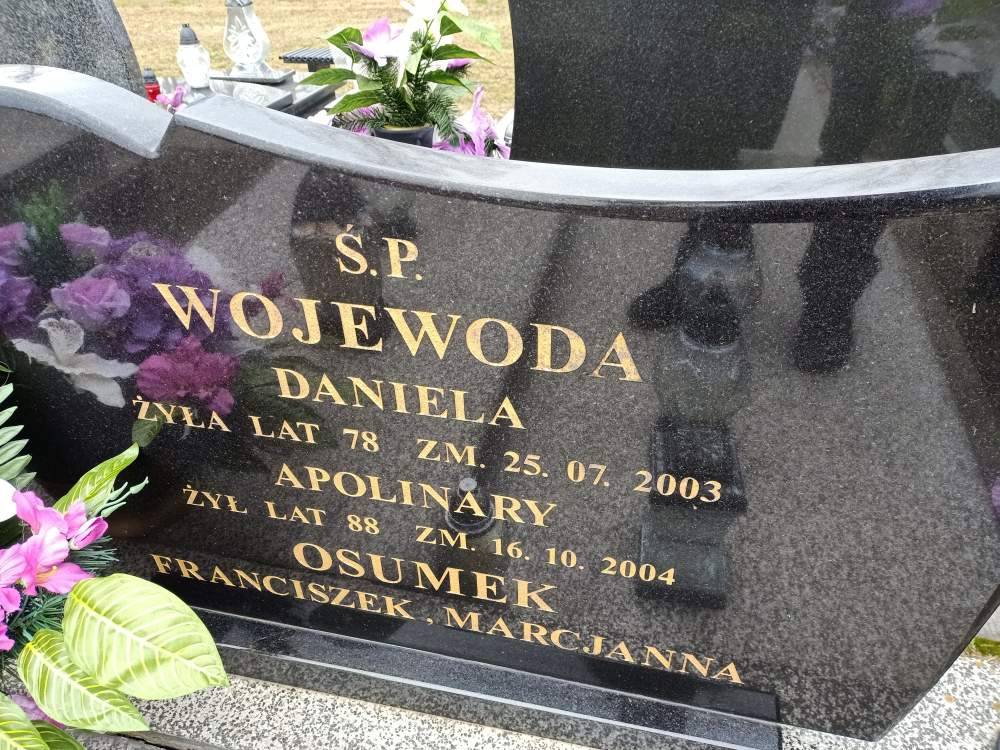 Ś.P.
WOJEWODA
DANIELA
ŻYŁA LAT 78 ZM. 25. 07. 2003
APOLINARY
ŻYŁ LAT 88 ZM. 16. 10. 2004
OSUMEK
FRANCISZEK, MARCJANNA